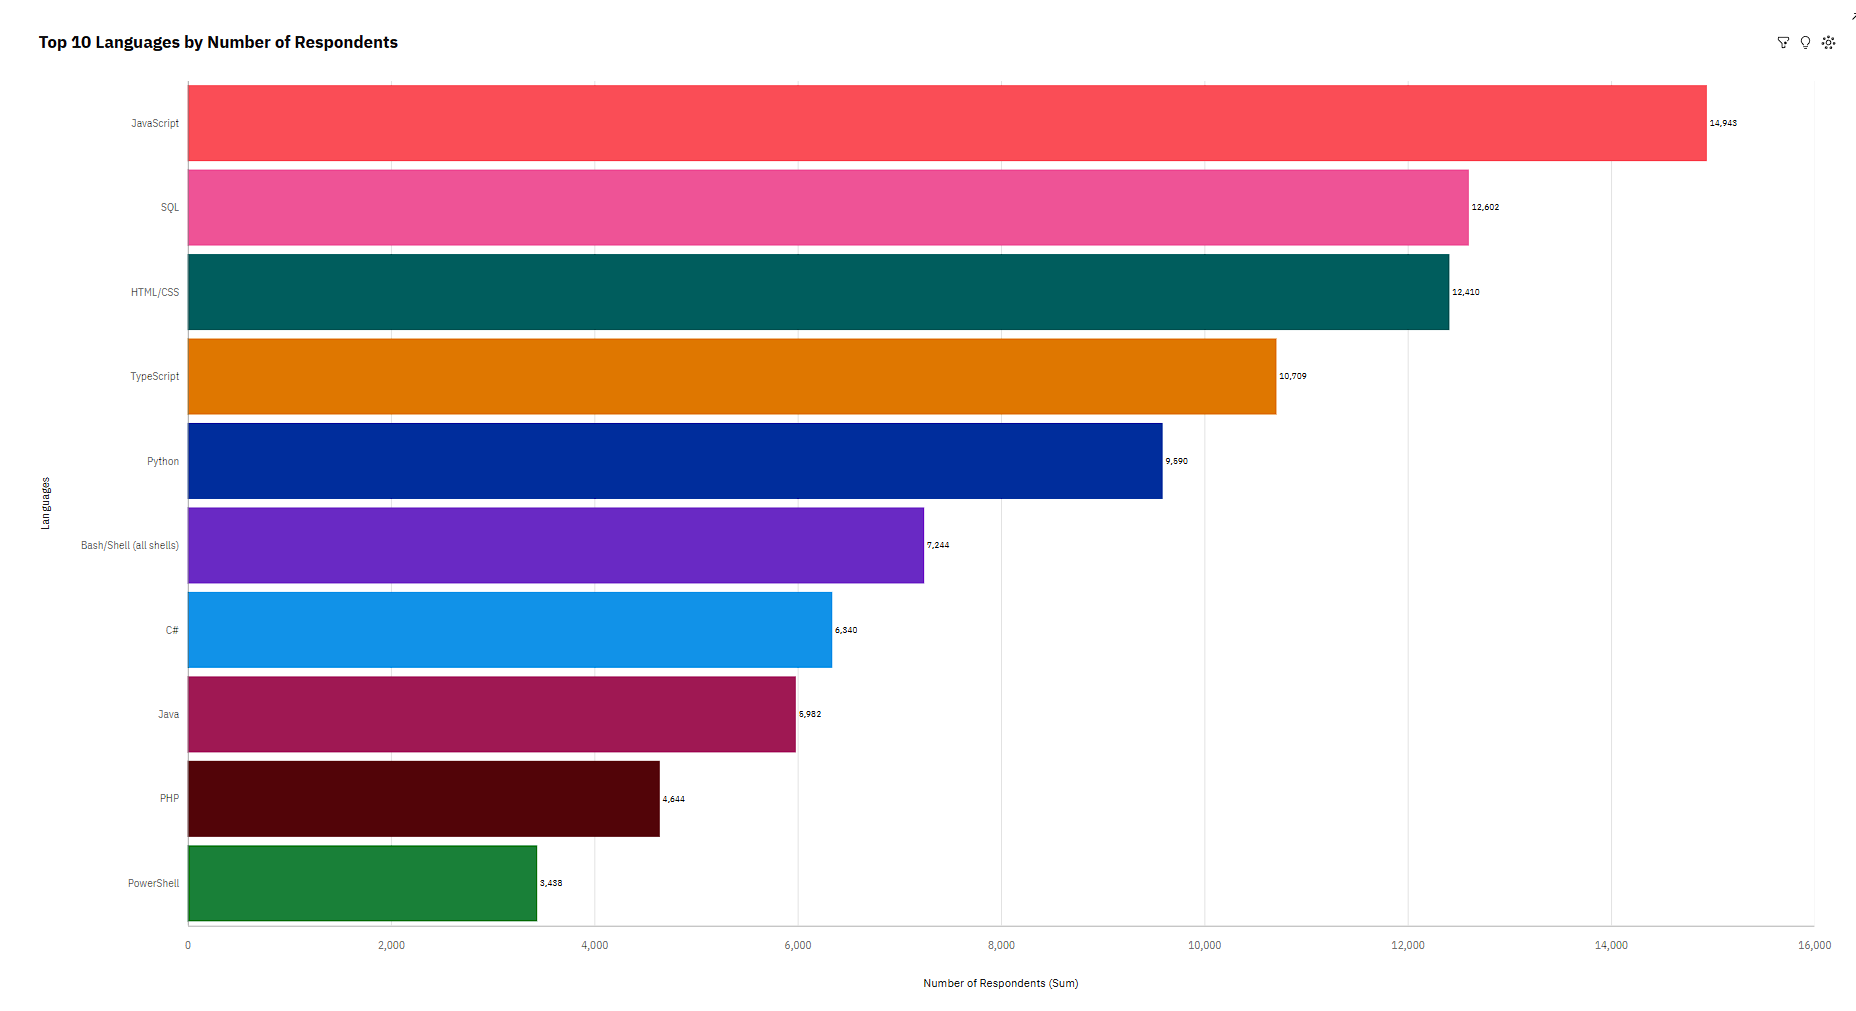 Top 10 Languages by Number of Respondents
JavaScript
14,943
SQL
12,602
HTML/CSS
12,410
TypeScript
10,709
Python
9,590
Languages
Bash/Shell (all shells)
7,244
C#
6,340
Java
5,982
PHP
4,644
PowerShell
3,438
0 2,000 4,000 6,000 8,000 10,000 12,000 14,000 16,000
Number of Respondents (Sum)